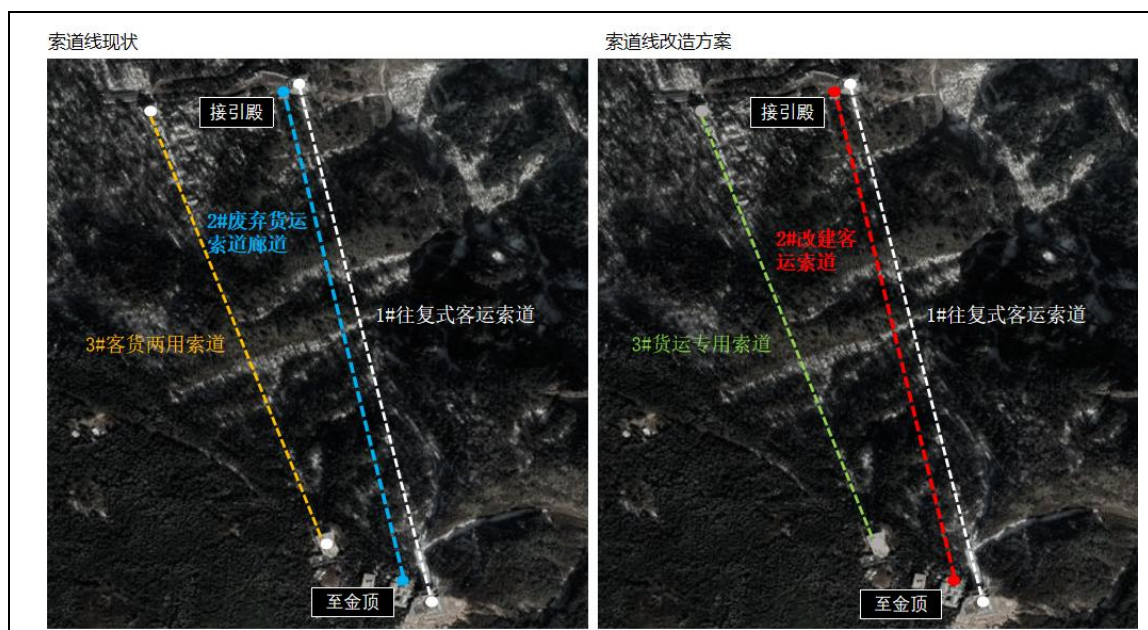 索道线现状
接引殿
2#废弃货运
索道廊道
1#往复式客运索道
3#客货两用索道
至金顶
索道线改造方案
接引殿
2#改建客
运索道
1#往复式客运索道
3#货运专用索道
至金顶